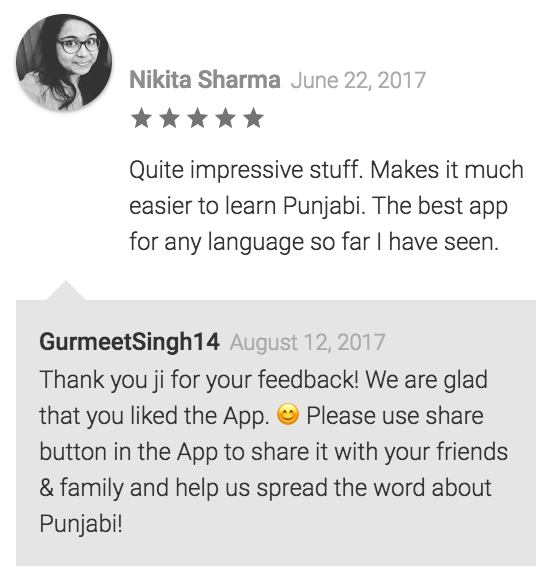 Nikita Sharma June 22, 2017
★★★★★
Quite impressive stuff. Makes it much
easier to learn Punjabi. The best app
for any language so far I have seen.
GurmeetSingh14 August 12, 2017
Thank you ji for your feedback! We are glad
that you liked the App. 😊 Please use share
button in the App to share it with your friends
& family and help us spread the word about
Punjabi!